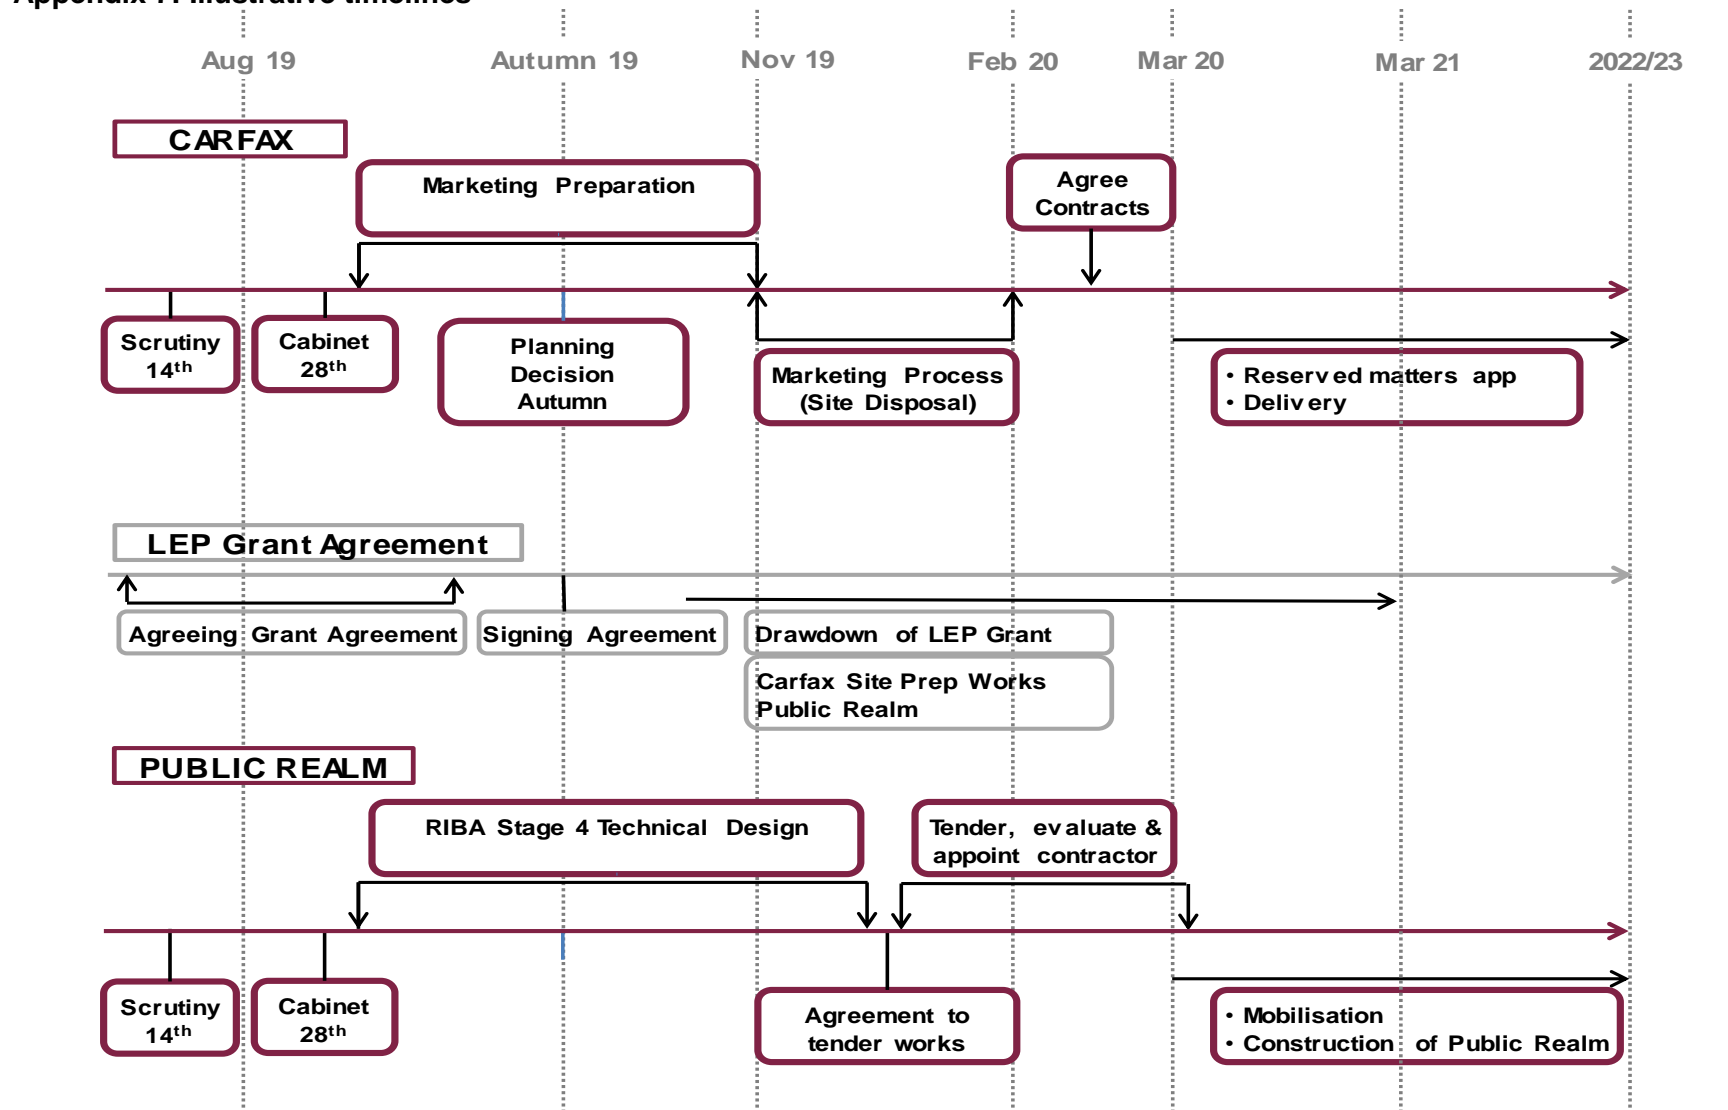 Appendix 7: Illustrative timelines
Aug 19
Autumn 19
Nov 19
Feb 20
Mar 20
Mar 21
2022/23
CARFAX
Marketing Preparation
Agree
Contracts
Scrutiny
14th
Cabinet
28th
Planning
Decision
Autumn
Marketing Process
(Site Disposal)
• Reserved matters app
• Delivery
LEP Grant Agreement
Agreeing Grant Agreement
Signing Agreement
Drawdown of LEP Grant
Carfax Site Prep Works
Public Realm
PUBLIC REALM
RIBA Stage 4 Technical Design
Tender, evaluate &
appoint contractor
Scrutiny
14th
Cabinet
28th
Agreement to
tender works
• Mobilisation
• Construction of Public Realm